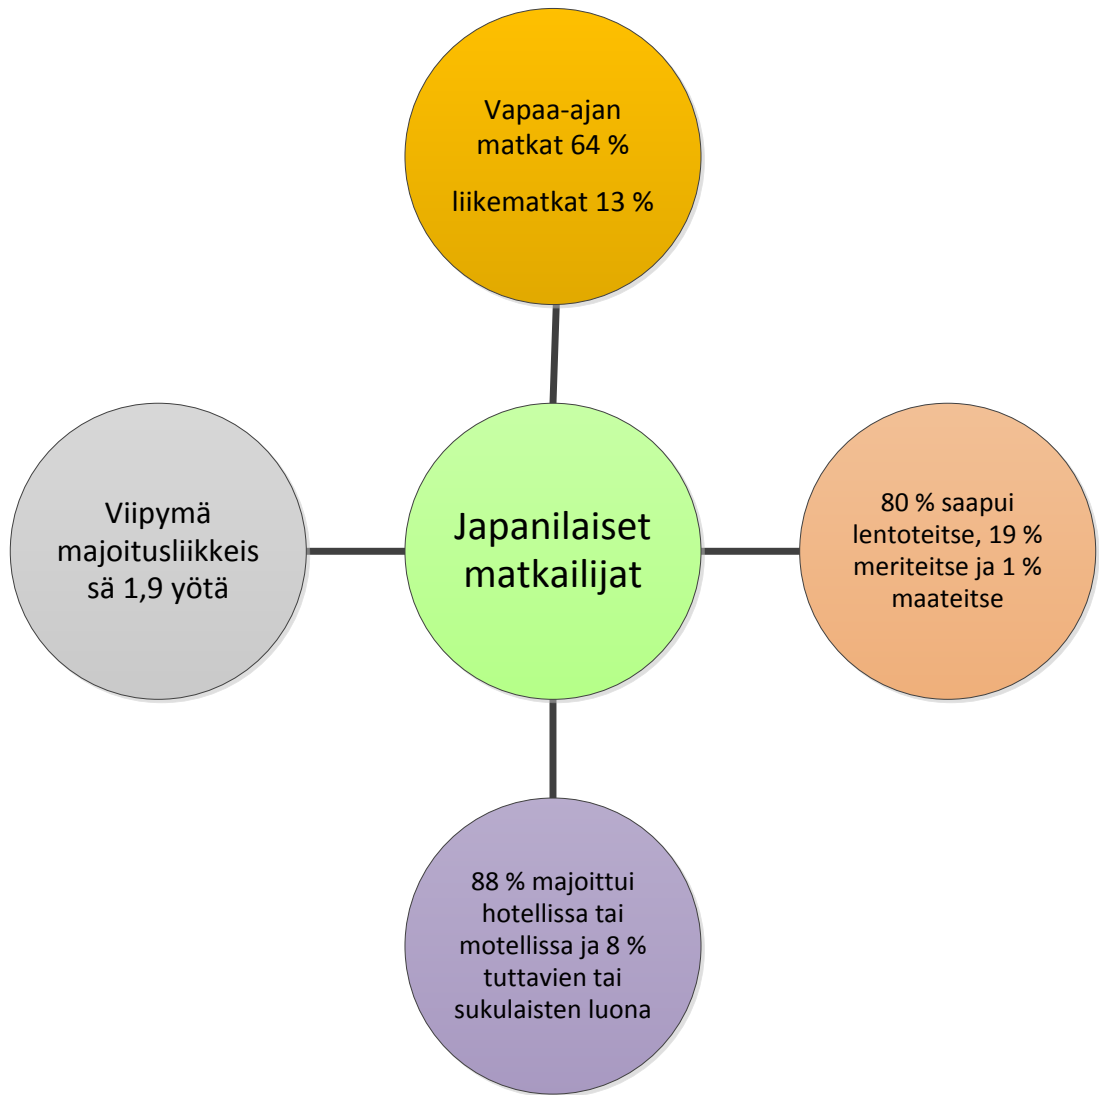 Vapaa-ajan
matkat 64 %
liikematkat 13 %
Viipymä
majoitusliikkeis
sä 1,9 yötä
Japanilaiset
matkailijat
80 % saapui
lentoteitse, 19 %
meriteitse ja 1 %
maateitse
88 % majoittui
hotellissa tai
motellissa ja 8 %
tuttavien tai
sukulaisten luona